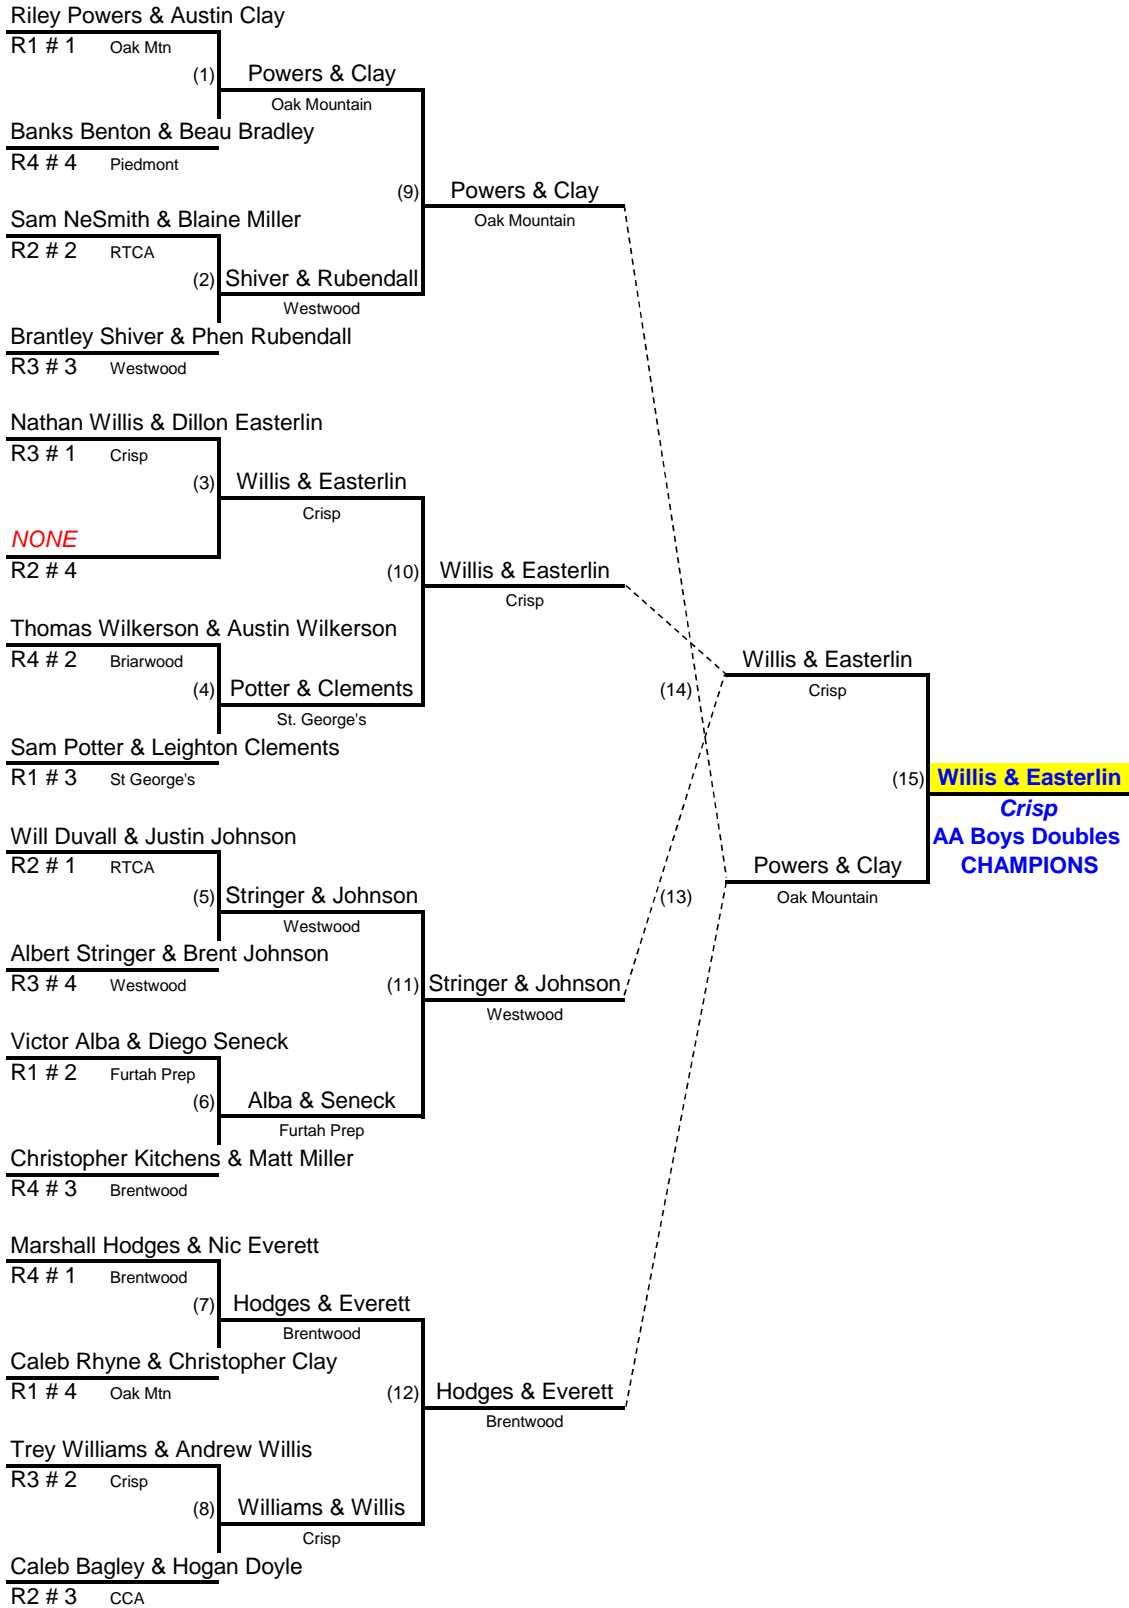 Riley Powers & Austin Clay
R1 # 1 Oak Mtn
(1) Powers & Clay
Oak Mountain
Banks Benton & Beau Bradley
R4 # 4 Piedmont
(9) Powers & Clay
Oak Mountain
Sam NeSmith & Blaine Miller
R2 # 2 RTCA
(2) Shiver & Rubendall
Westwood
Brantley Shiver & Phen Rubendall
R3 # 3 Westwood
Nathan Willis & Dillon Easterlin
R3 # 1 Crisp
(3) Willis & Easterlin
Crisp
NONE
R2 # 4
(10) Willis & Easterlin
Crisp
Thomas Wilkerson & Austin Wilkerson
R4 # 2 Briarwood
Willis & Easterlin
Crisp
(4) Potter & Clements
(14)
St. George's
Sam Potter & Leighton Clements
R1 # 3 St George's
(15) Willis & Easterlin
Crisp
AA Boys Doubles
CHAMPIONS
Will Duvall & Justin Johnson
R2 # 1 RTCA
Powers & Clay
Oak Mountain
(5) Stringer & Johnson
(13)
Westwood
Albert Stringer & Brent Johnson
R3 # 4 Westwood
(11) Stringer & Johnson
Westwood
Victor Alba & Diego Seneck
R1 # 2 Furtah Prep
(6) Alba & Seneck
Furtah Prep
Christopher Kitchens & Matt Miller
R4 # 3 Brentwood
Marshall Hodges & Nic Everett
R4 # 1 Brentwood
(7) Hodges & Everett
Brentwood
Caleb Rhyne & Christopher Clay
R1 # 4 Oak Mtn
(12) Hodges & Everett
Brentwood
Trey Williams & Andrew Willis
R3 # 2 Crisp
(8) Williams & Willis
Crisp
Caleb Bagley & Hogan Doyle
R2 # 3 CCA